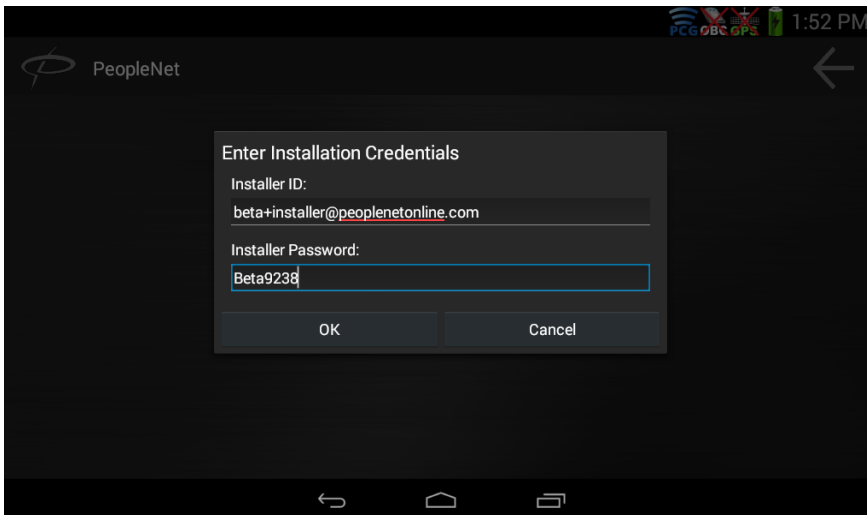 PCG OBC GPS 1:52 PM
PeopleNet
Enter Installation Credentials
Installer ID:
beta+installer@peoplenetonline.com
Installer Password:
Beta9238
OK Cancel